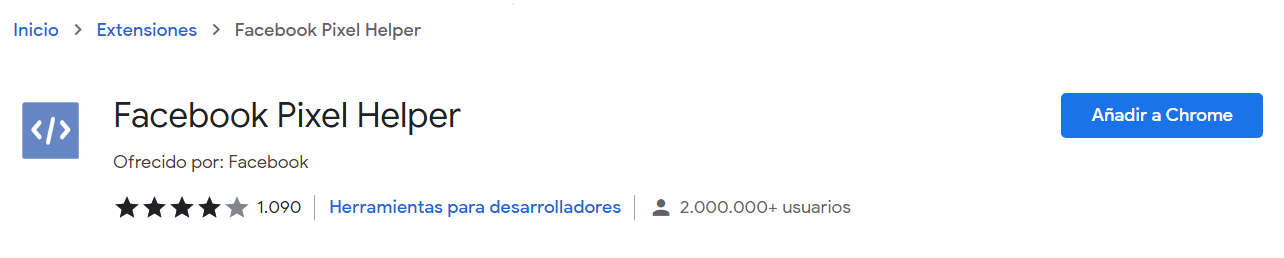 Inicio > Extensiones > Facebook Pixel Helper
</> Facebook Pixel Helper Añadir a Chrome
Ofrecido por: Facebook
1.090 | Herramientas para desarrolladores | 2.000.000+ usuarios